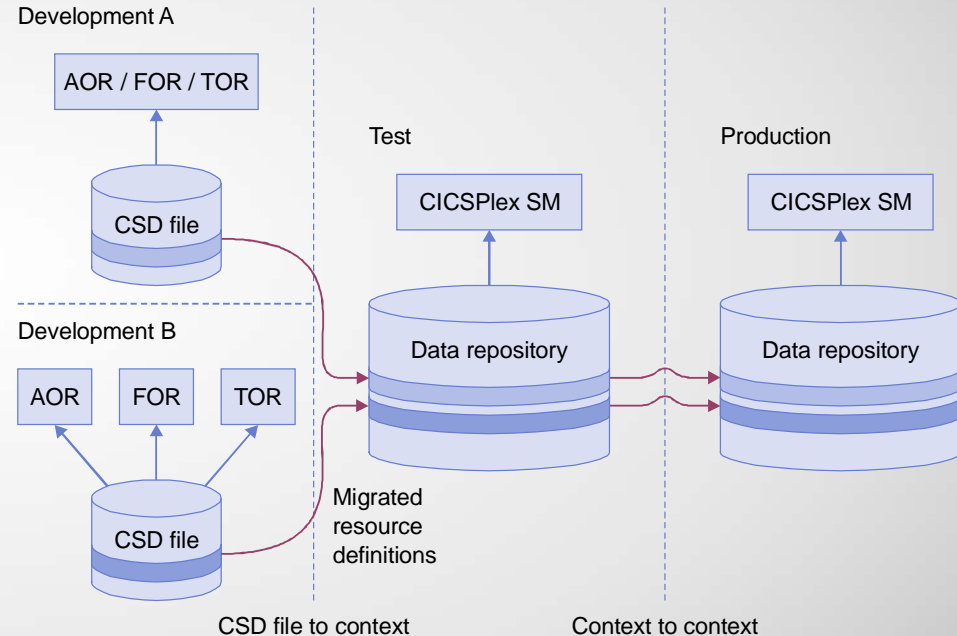 Development A
AOR / FOR / TOR
CSD file
Development B
AOR
FOR
TOR
CSD file
Test
CICSPlex SM
Data repository
Migrated
resource
definitions
Production
CICSPlex SM
Data repository
CSD file to context
Context to context